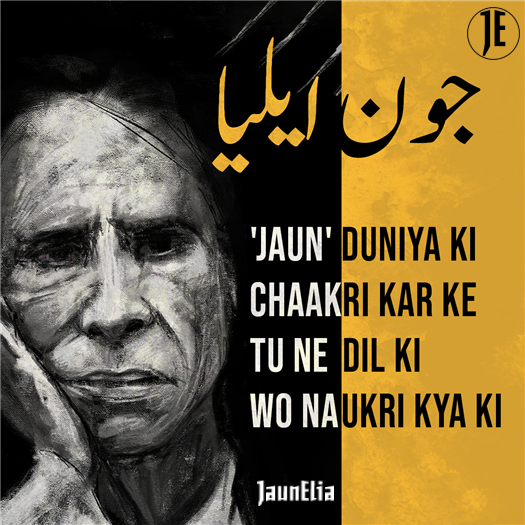 JE
جون ایلیا
'JAUN' DUNIYA KI
CHAAKRI KAR KE
TU NE DIL KI
WO NAUKRI KYA KI
JaunElia